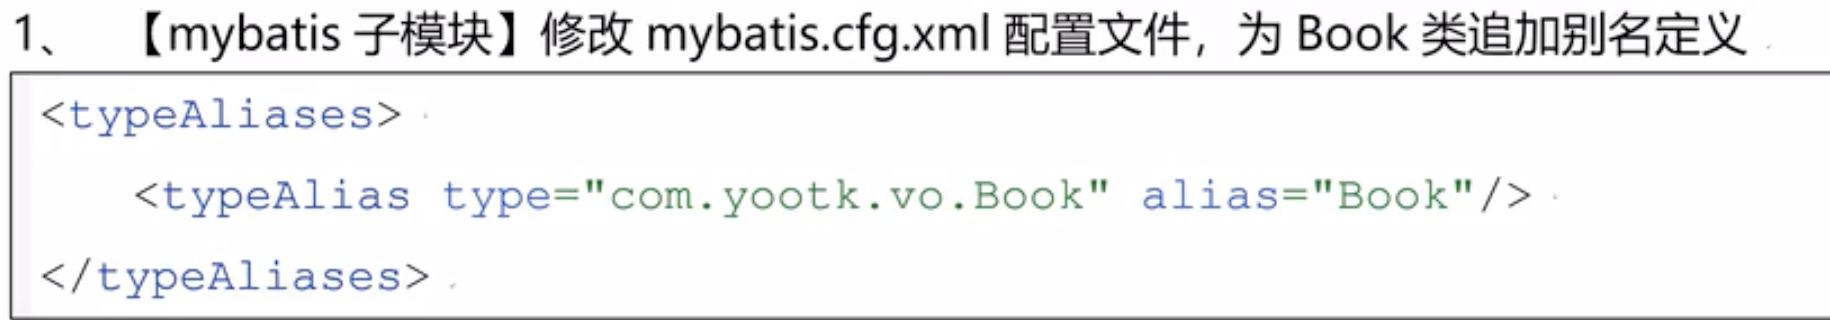 1、 【mybatis 子模块】修改 mybatis.cfg.xml 配置文件，为 Book 类追加别名定义
<typeAliases>
<typeAlias type="com.yootk.vo.Book" alias="Book"/>
</typeAliases>